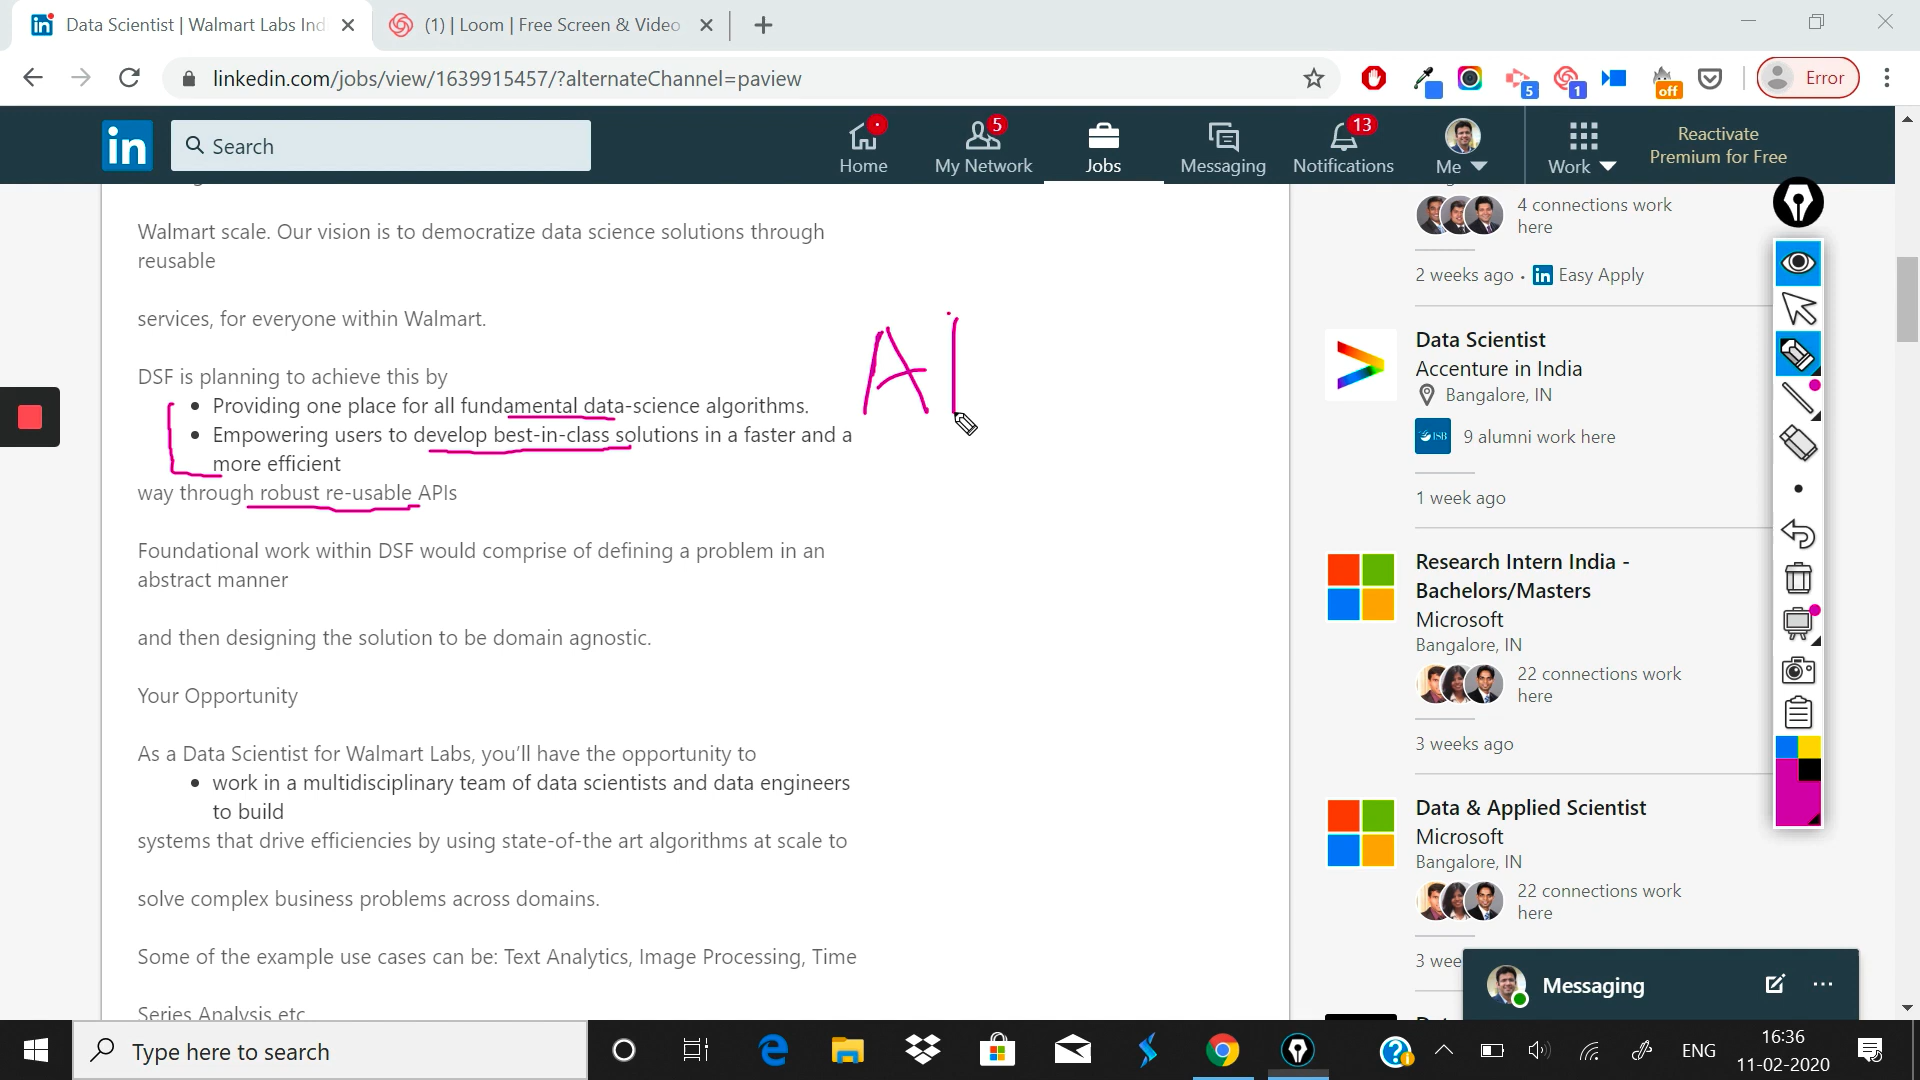 Data Scientist | Walmart Labs Ind
(1) | Loom | Free Screen & Video
linkedin.com/jobs/view/1639915457/?alternateChannel=paview
5
1
off
Error
in
Search
Home
5
My Network
Jobs
Messaging
13
Notifications
Me
Work
Reactivate
Premium for Free
Walmart scale. Our vision is to democratize data science solutions through
reusable
services, for everyone within Walmart.
DSF is planning to achieve this by
• Providing one place for all fundamental data-science algorithms.
• Empowering users to develop best-in-class solutions in a faster and a
more efficient
way through robust re-usable APIs
Foundational work within DSF would comprise of defining a problem in an
abstract manner
and then designing the solution to be domain agnostic.
Your Opportunity
As a Data Scientist for Walmart Labs, you'll have the opportunity to
• work in a multidisciplinary team of data scientists and data engineers
to build
systems that drive efficiencies by using state-of-the art algorithms at scale to
solve complex business problems across domains.
Some of the example use cases can be: Text Analytics, Image Processing, Time
Series Analysis etc
AI
4 connections work
here
2 weeks ago · in Easy Apply
Data Scientist
Accenture in India
Bangalore, IN
ISB
9 alumni work here
1 week ago
Research Intern India -
Bachelors/Masters
Microsoft
Bangalore, IN
22 connections work
here
3 weeks ago
Data & Applied Scientist
Microsoft
Bangalore, IN
22 connections work
here
3 wee
Messaging
Type here to search
ENG
16:36
11-02-2020